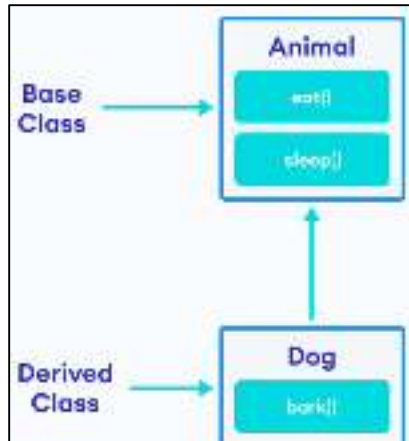 Animal
Base
Class
eat()
sleep()
Dog
Derived
Class
bark()